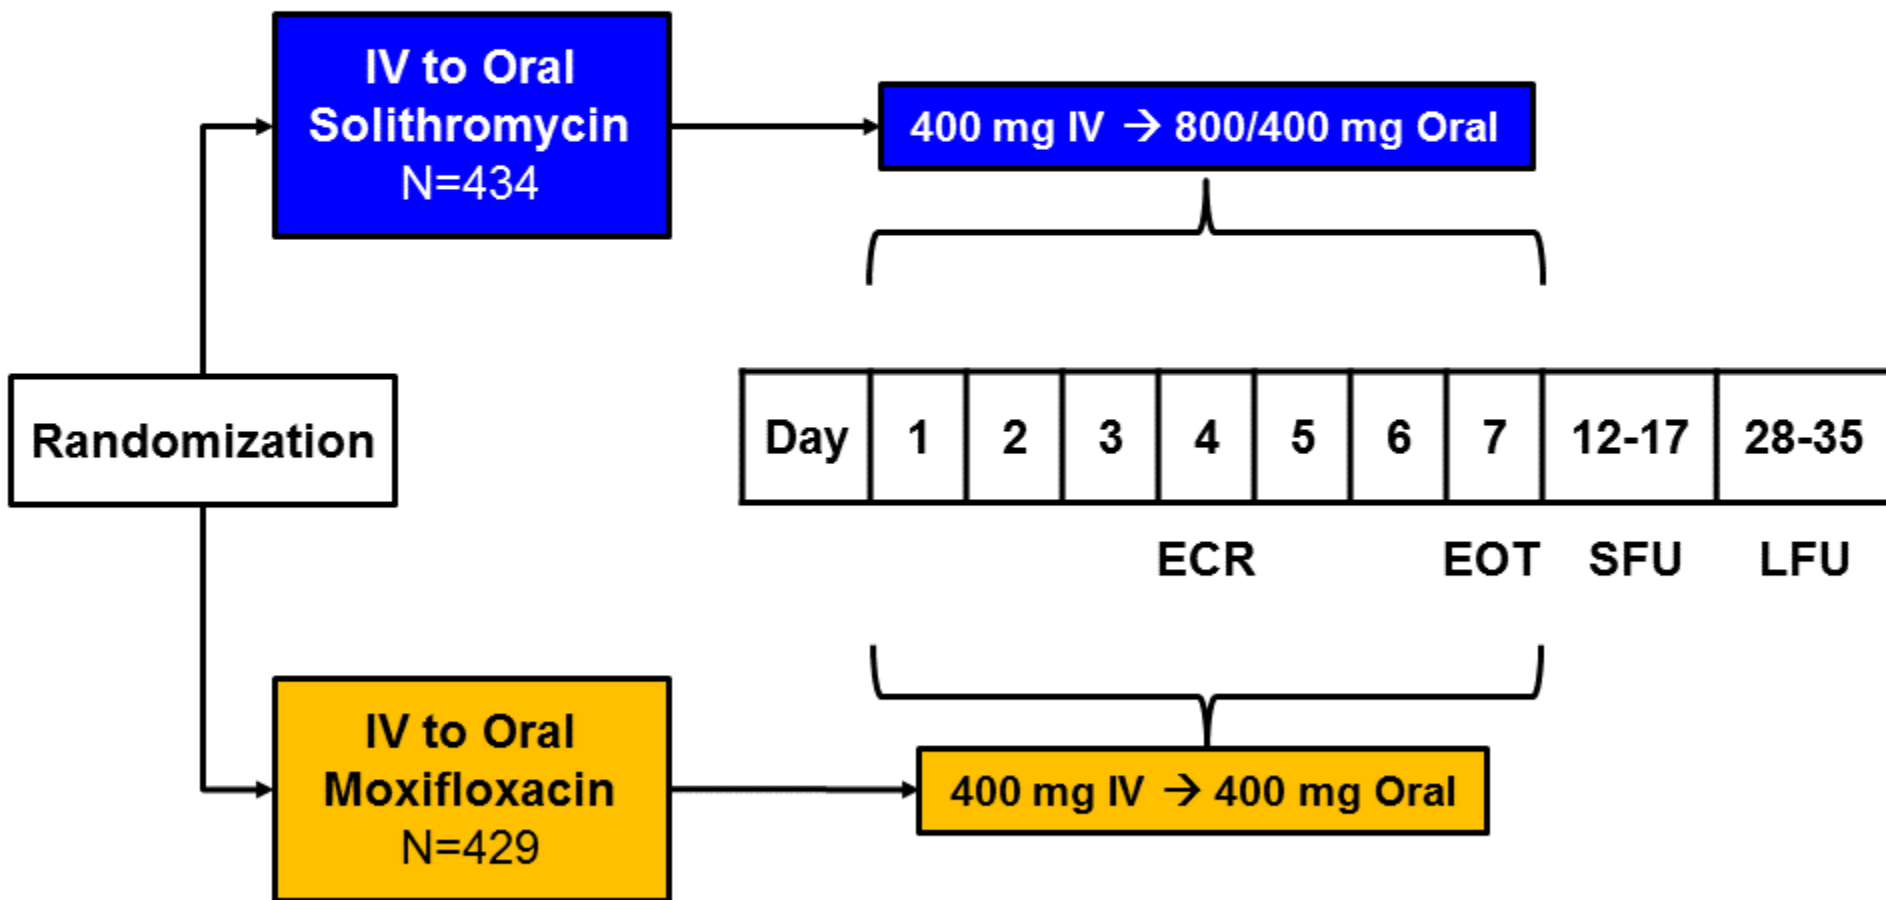 IV to Oral
Solithromycin
N=434
400 mg IV → 800/400 mg Oral
Randomization
Day 1 2 3 4 5 6 7 12-17 28-35
ECR EOT SFU LFU
IV to Oral
Moxifloxacin
N=429
400 mg IV → 400 mg Oral